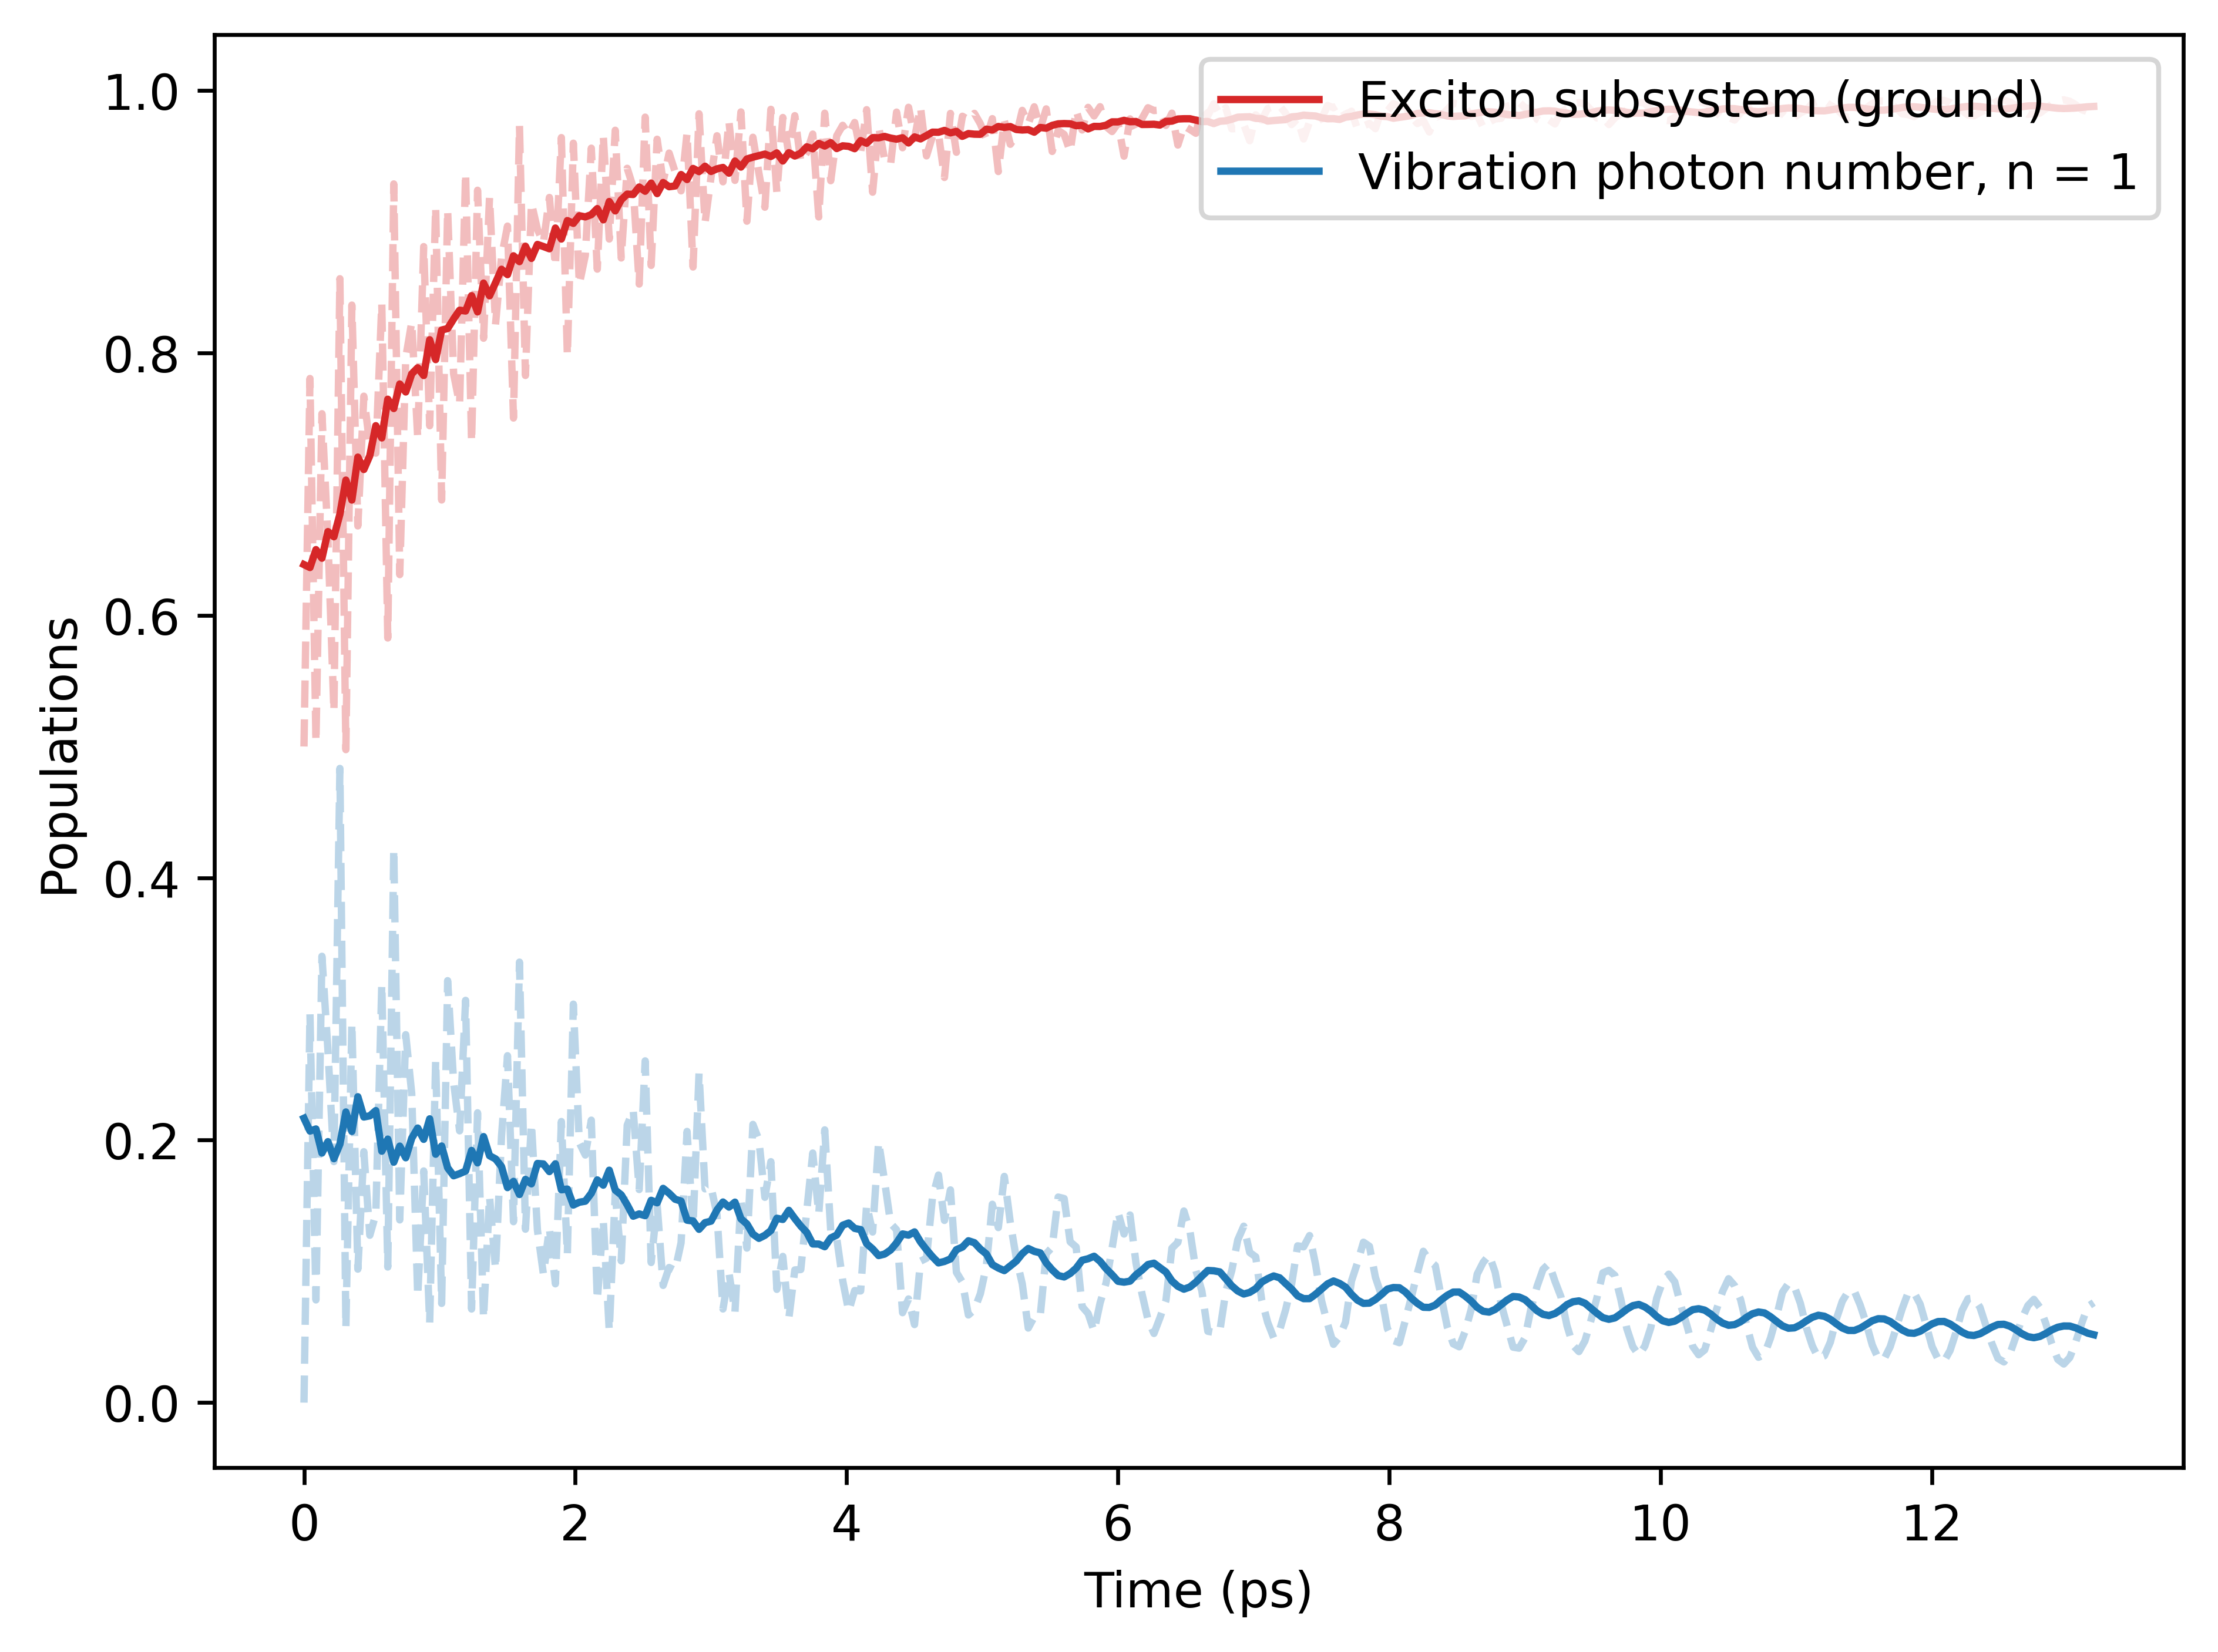 Exciton subsystem (ground)
Vibration photon number, n = 1
Populations
1.0
0.8
0.6
0.4
0.2
0.0
0 2 4 6 8 10 12
Time (ps)